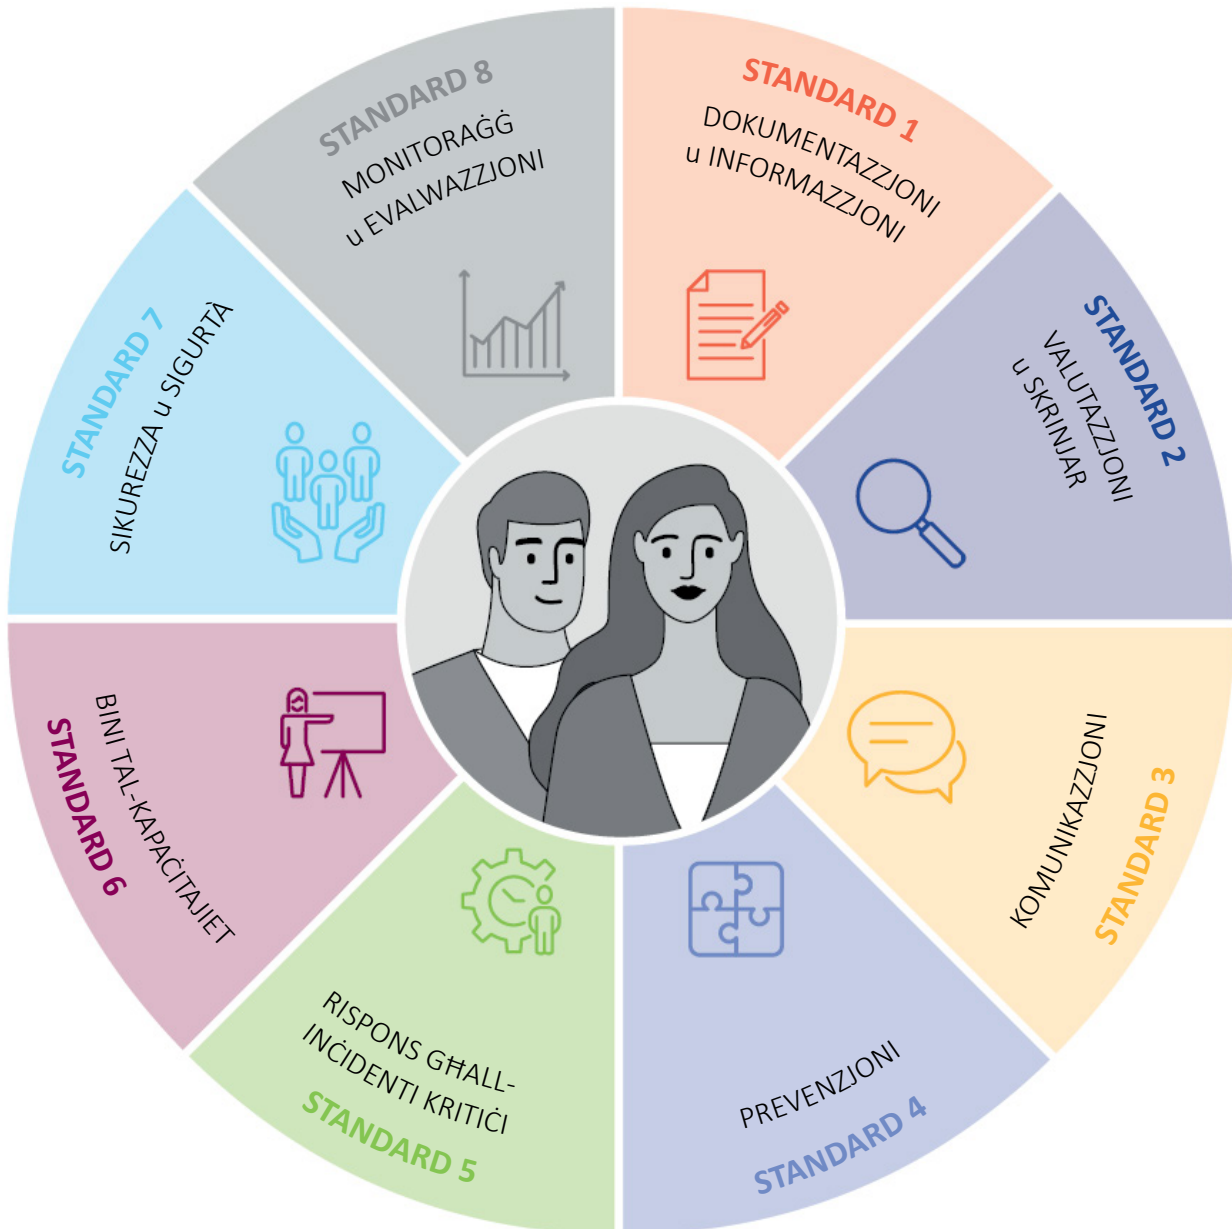 STANDARD 1
DOKUMENTAZZJONI
u INFORMAZZJONI
STANDARD 2
VALUTAZZJONI
u SKRINJAR
STANDARD 3
KOMUNIKAZZJONI
PREVENZJONI
STANDARD 4
RISPONS GĦALL-
INĊIDENTI KRITIĊI
STANDARD 5
BINI TAL-KAPAĊITAJIET
STANDARD 6
STANDARD 7
SIKUREZZA u SIGURTÀ
STANDARD 8
MONITORAĠĠ
u EVALWAZZJONI